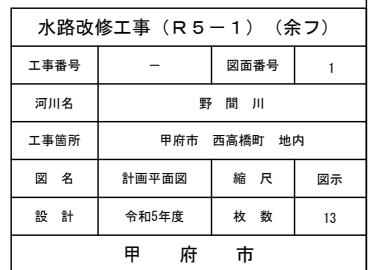 水路改修工事（Ｒ５－１）（余フ）
工事番号 － 図面番号 1
河川名 野 間 川
工事箇所 甲府市 西高橋町 地内
図 名 計画平面図 縮 尺 図示
設 計 令和5年度 枚 数 13
甲 府 市